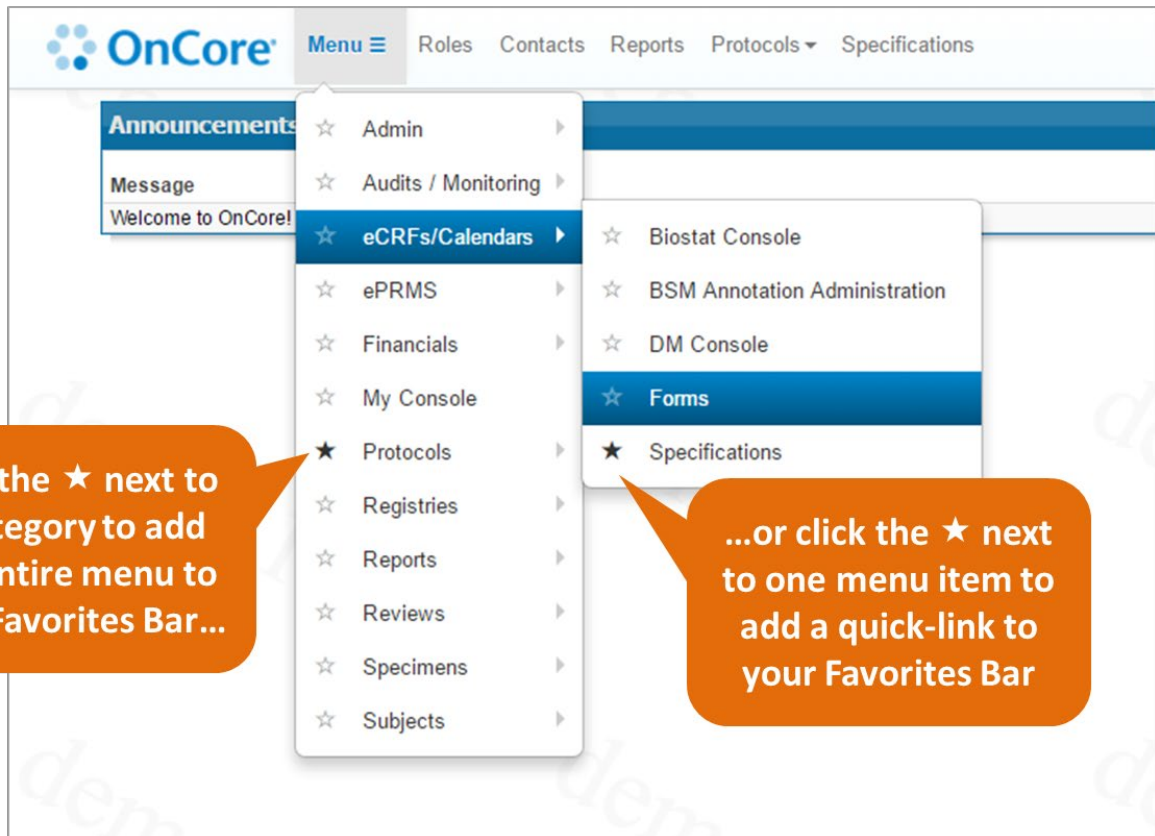 OnCore
Menu ☰ Roles Contacts Reports Protocols ▾ Specifications
Announcements
Message
Welcome to OnCore!
Admin
Audits / Monitoring
eCRFs/Calendars
ePRMS
Financials
My Console
Protocols
Registries
Reports
Reviews
Specimens
Subjects
Biostat Console
BSM Annotation Administration
DM Console
Forms
Specifications
the ★ next to
tegory to add
ntire menu to
Favorites Bar…
…or click the ★ next
to one menu item to
add a quick-link to
your Favorites Bar